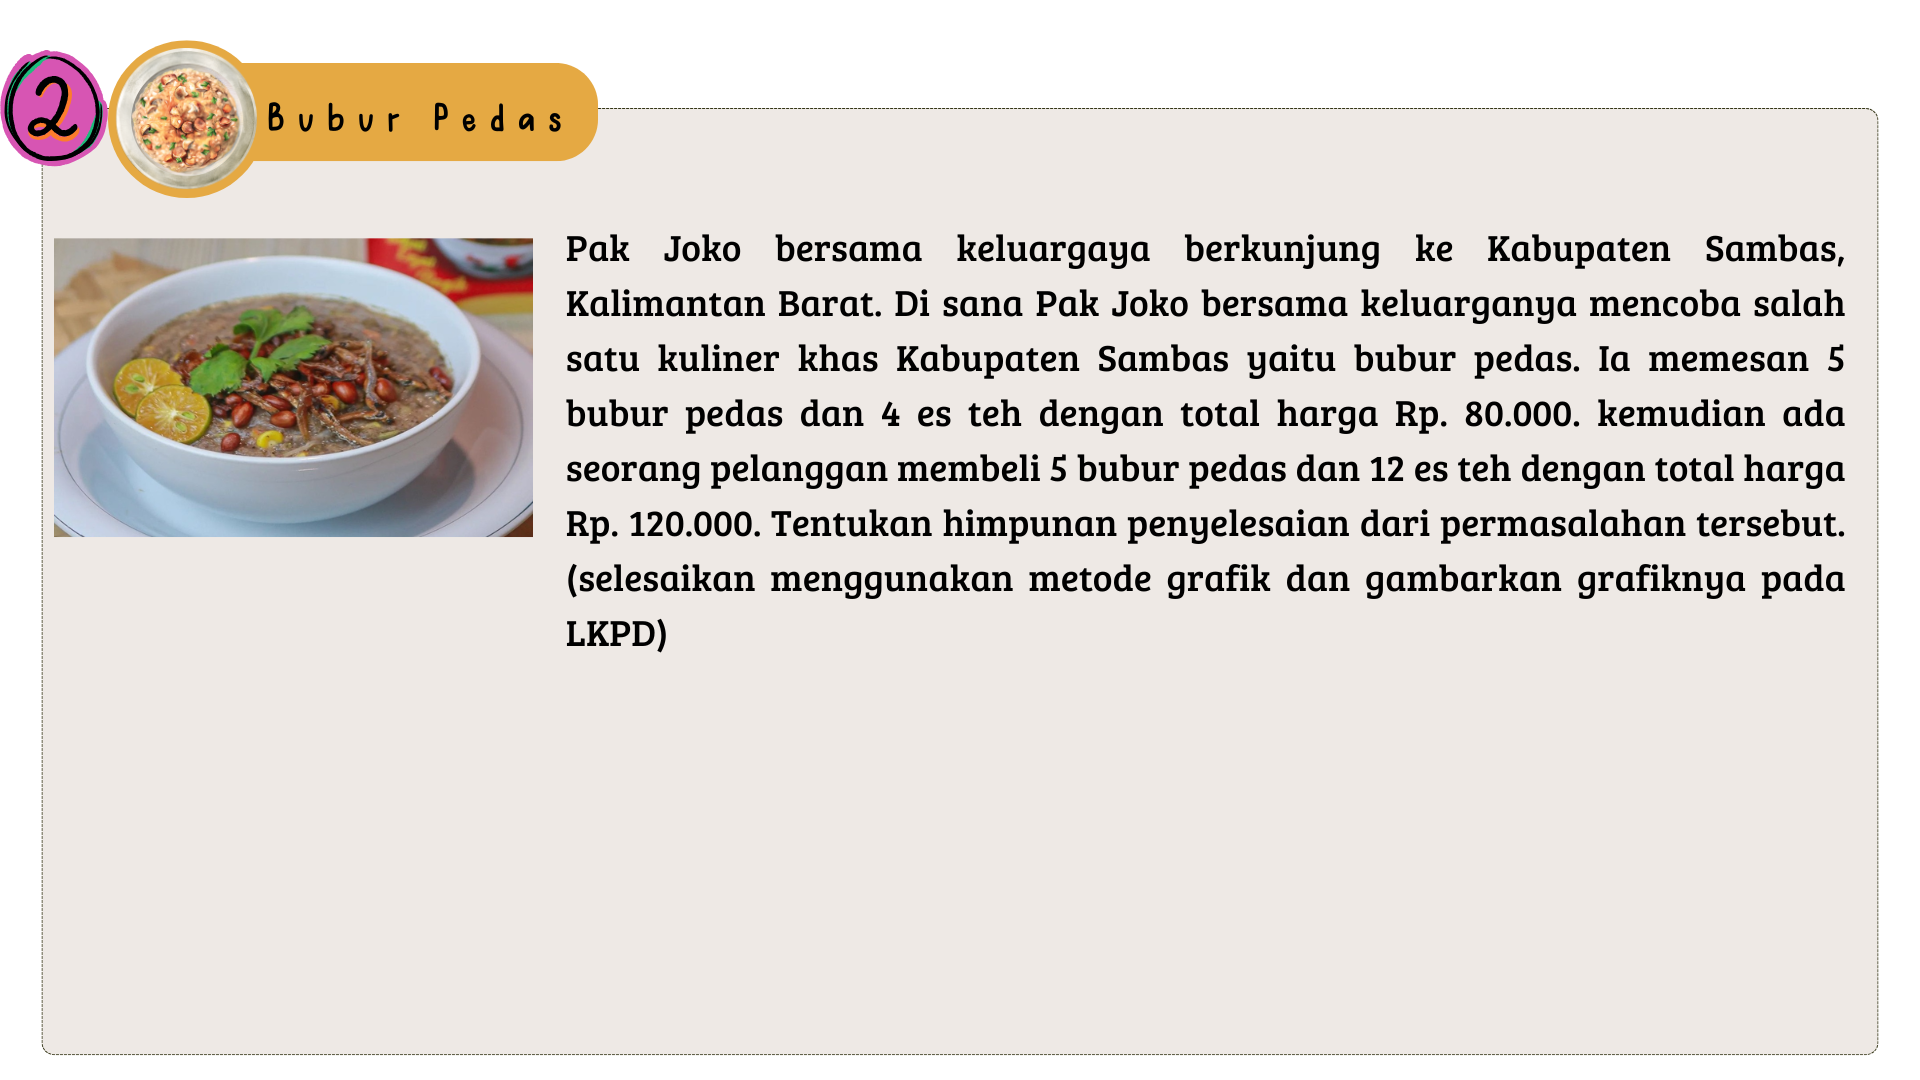 2
Bubur Pedas
Pak Joko bersama keluargaya berkunjung ke Kabupaten Sambas,
Kalimantan Barat. Di sana Pak Joko bersama keluarganya mencoba salah
satu kuliner khas Kabupaten Sambas yaitu bubur pedas. Ia memesan 5
bubur pedas dan 4 es teh dengan total harga Rp. 80.000. kemudian ada
seorang pelanggan membeli 5 bubur pedas dan 12 es teh dengan total harga
Rp. 120.000. Tentukan himpunan penyelesaian dari permasalahan tersebut.
(selesaikan menggunakan metode grafik dan gambarkan grafiknya pada
LKPD)